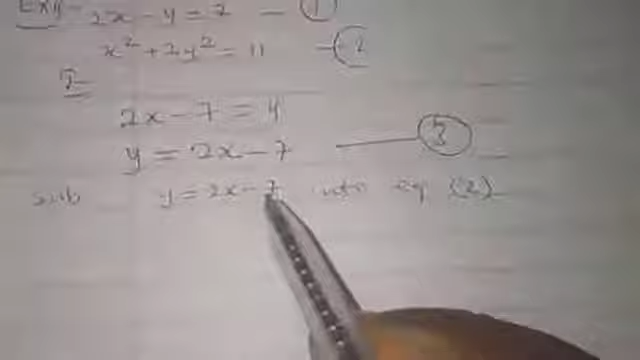 Ex4- 2x - y = 7 — (1)
x² + 2y² = 11 — (2
2x - 7 = y
y = 2x - 7 — (3)
sub y = 2x - 7 into eq (2)